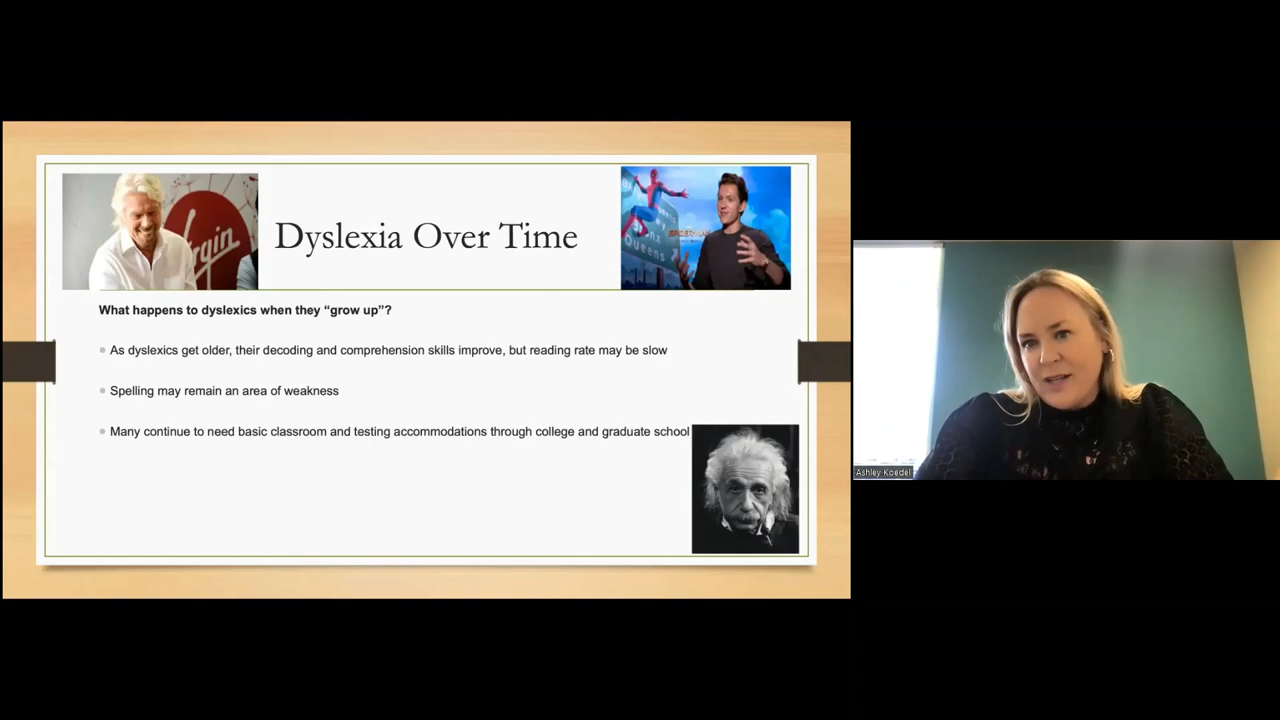 Dyslexia Over Time
Virgin
Queens
What happens to dyslexics when they “grow up”?
As dyslexics get older, their decoding and comprehension skills improve, but reading rate may be slow
Spelling may remain an area of weakness
Many continue to need basic classroom and testing accommodations through college and graduate school
Ashley Koedel